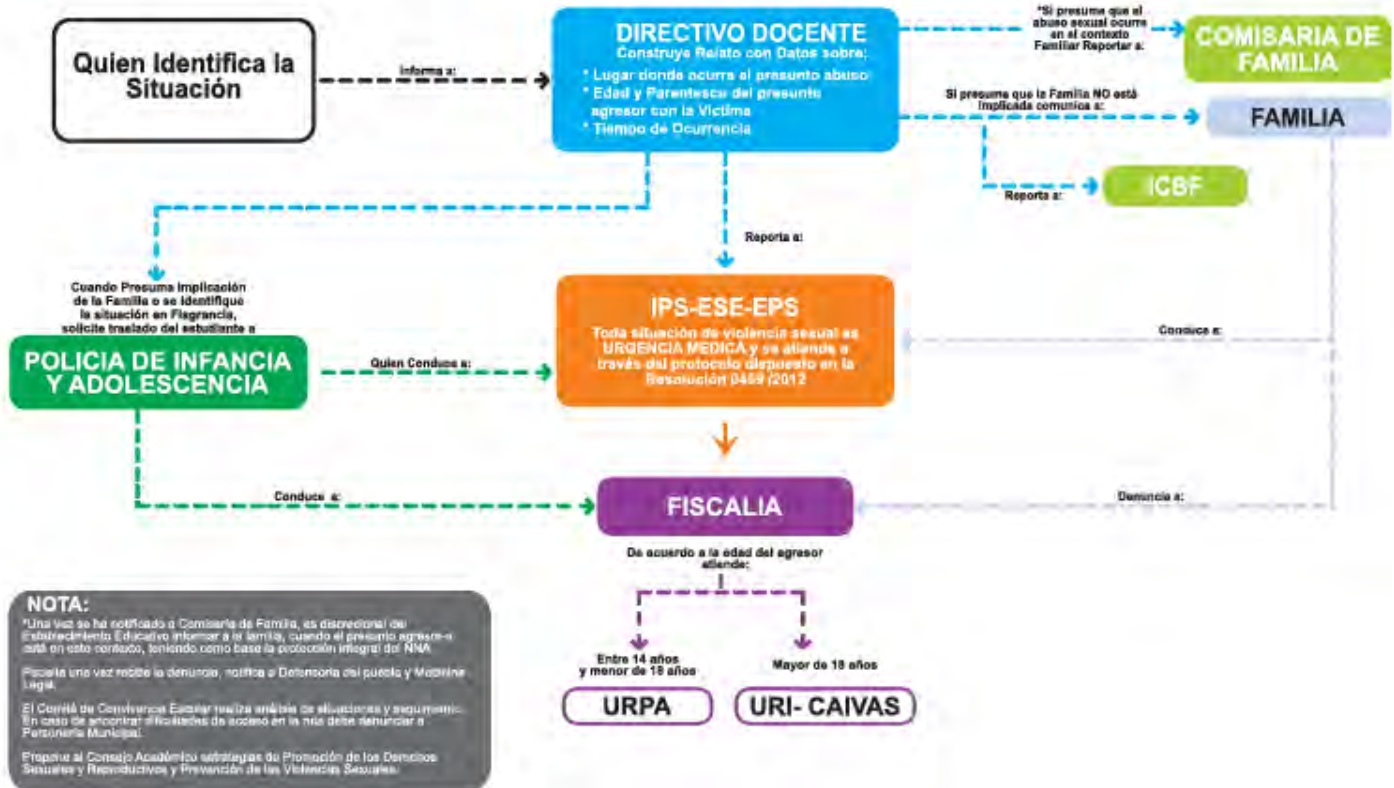 Quien Identifica la
Situación
Informa a:
DIRECTIVO DOCENTE
Construye Relato con Datos sobre:
* Lugar donde ocurra el presunto abuso
* Edad y Parentesco del presunto
agresor con la Victima
* Tiempo de Ocurrencia
*Si presume que el
abuso sexual ocurre
en el contexto
Familiar Reportar a:
COMISARIA DE
FAMILIA
Si presume que la Familia NO está
implicada comunica a:
FAMILIA
Reporta a:
ICBF
Reporta a:
Cuando Presuma Implicación
de la Familia o se identifique
la situación en Flagrancia,
solicite traslado del estudiante a
POLICIA DE INFANCIA
Y ADOLESCENCIA
Quien Conduce a:
IPS-ESE-EPS
Toda situación de violencia sexual es
URGENCIA MEDICA y se atiende a
través del protocolo dispuesto en la
Resolución 0459 /2012
Conduce a:
Conduce a:
FISCALIA
Denuncia a:
De acuerdo a la edad del agresor
atiende:
Entre 14 años
y menor de 18 años
URPA
Mayor de 18 años
URI- CAIVAS
NOTA:
*Una vez se ha notificado a Comisaría de Familia, es discrecional del
Establecimiento Educativo informar a la familia, cuando el presunto agresor
está en este contexto, teniendo como base la protección integral del NNA
Fiscalía una vez recibe la denuncia, notifica a Defensoría del pueblo y Medicina
Legal.
El Comité de Convivencia Escolar realiza análisis de situaciones y seguimiento.
En caso de encontrar dificultades de acceso en la ruta debe denunciar a
Personería Municipal.
Propone al Consejo Académico estrategias de Promoción de los Derechos
Sexuales y Reproductivos y Prevención de las Violencias Sexuales.